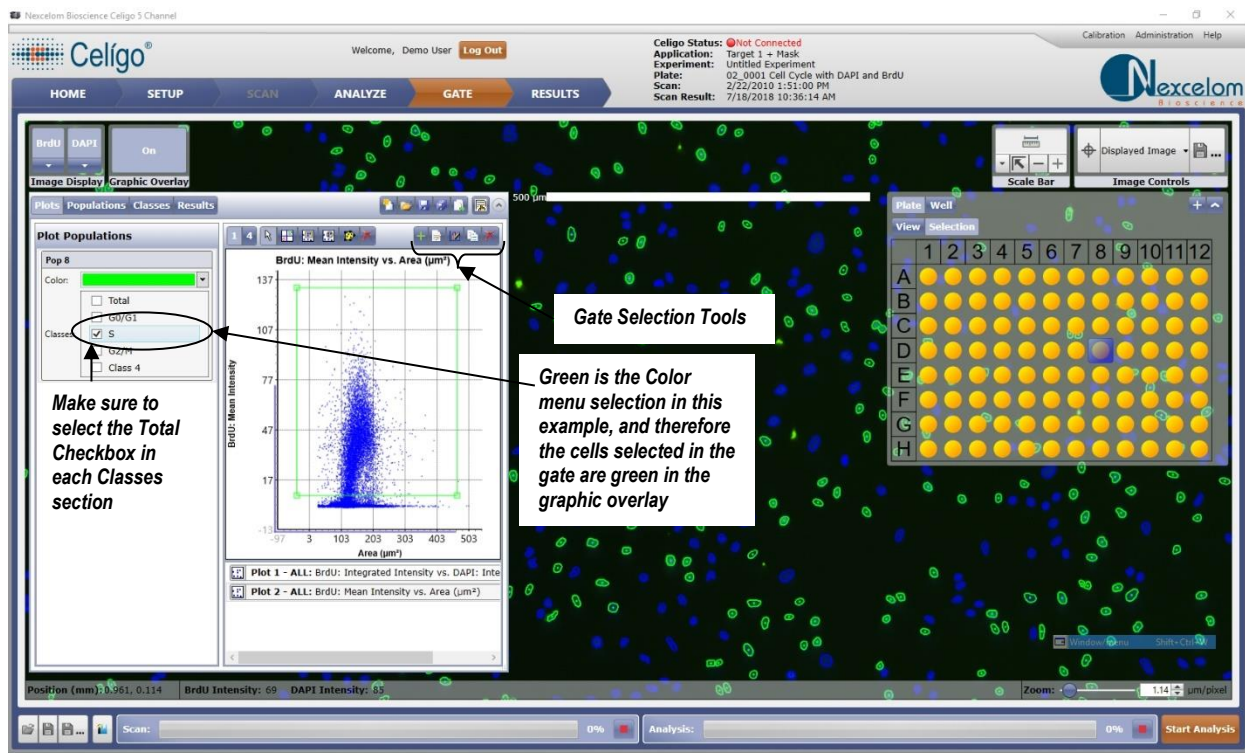 Nexcelom Bioscience Celigo 5 Channel
Calibration Administration Help
Celígo®
Welcome, Demo User Log Out
Celigo Status: Not Connected
Application: Target 1 + Mask
Experiment: Untitled Experiment
Plate: 02_0001 Cell Cycle with DAPI and BrdU
Scan: 2/22/2010 1:51:00 PM
Scan Result: 7/18/2018 10:36:14 AM
Nexcelom
Bioscience
HOME SETUP SCAN ANALYZE GATE RESULTS
BrdU DAPI On
Image Display Graphic Overlay
Displayed Image ...
Scale Bar Image Controls
500 µm
Plots Populations Classes Results
Plate Well
View Selection
Plot Populations
1 4
Pop 8
Color:
Classes:
Total
G0/G1
S
G2/M
Class 4
Make sure to
select the Total
Checkbox in
each Classes
section
BrdU: Mean Intensity vs. Area (µm²)
BrdU: Mean Intensity
137
107
77
47
17
-13
-97 3 103 203 303 403 503
Area (µm²)
Plot 1 - ALL: BrdU: Integrated Intensity vs. DAPI: Inte
Plot 2 - ALL: BrdU: Mean Intensity vs. Area (µm²)
Gate Selection Tools
Green is the Color
menu selection in this
example, and therefore
the cells selected in the
gate are green in the
graphic overlay
1 2 3 4 5 6 7 8 9 10 11 12
A
B
C
D
E
F
G
H
Window/menu Shift+Ctrl+W
Position (mm): 0.961, 0.114 BrdU Intensity: 69 DAPI Intensity: 85
Zoom: 1.14 µm/pixel
... Scan: 0% Analysis: 0% Start Analysis